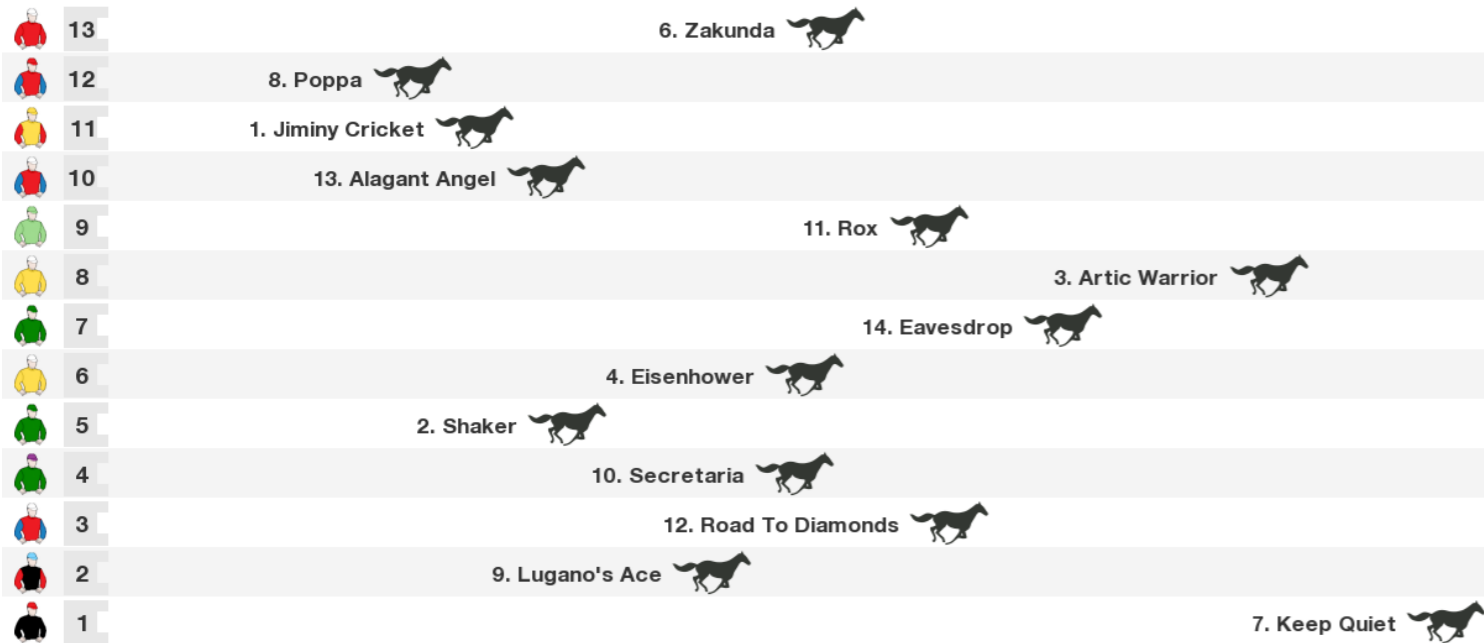 13 6. Zakunda
12 8. Poppa
11 1. Jiminy Cricket
10 13. Alagant Angel
9 11. Rox
8 3. Artic Warrior
7 14. Eavesdrop
6 4. Eisenhower
5 2. Shaker
4 10. Secretaria
3 12. Road To Diamonds
2 9. Lugano's Ace
1 7. Keep Quiet